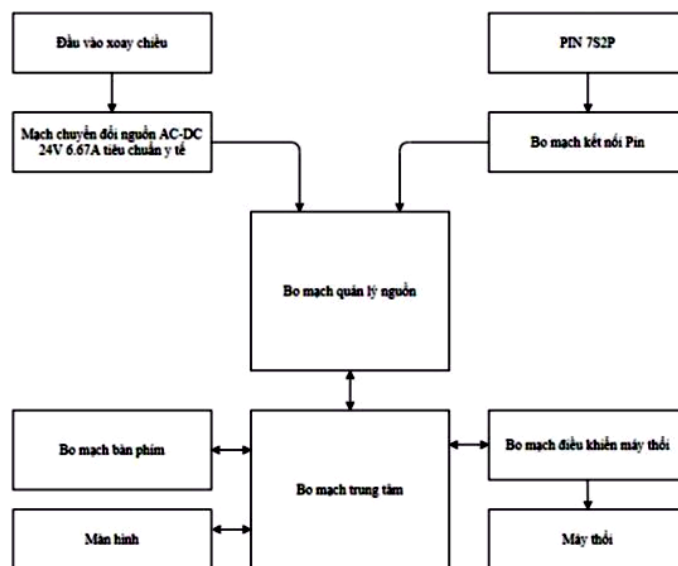 Đầu vào xoay chiều
PIN 7S2P
Mạch chuyển đổi nguồn AC-DC
24V 6.67A tiêu chuẩn y tế
Bo mạch kết nối Pin
Bo mạch quản lý nguồn
Bo mạch bàn phím
Bo mạch trung tâm
Bo mạch điều khiển máy thổi
Màn hình
Máy thổi